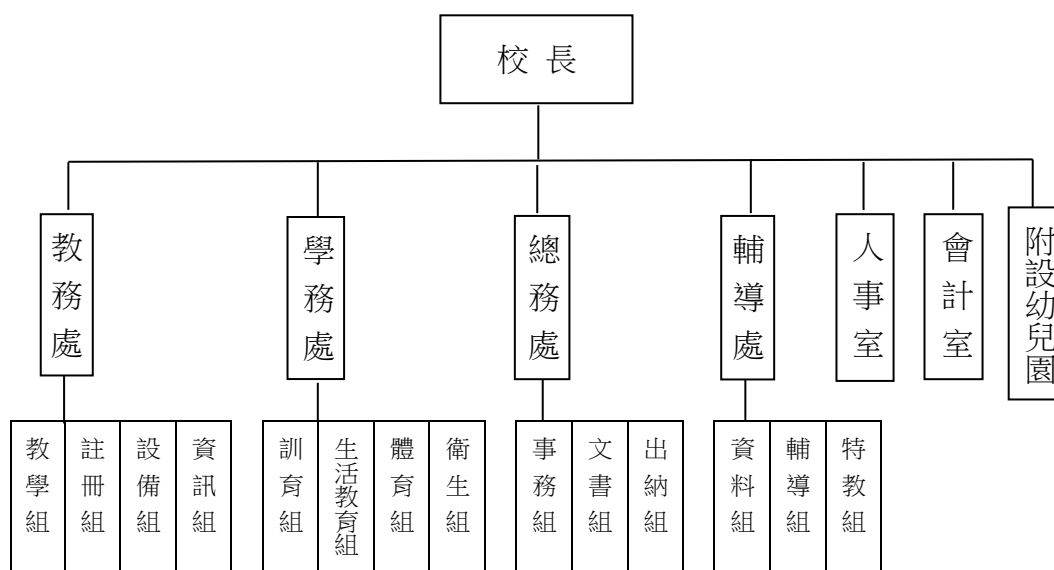 校 長
教務處
學務處
總務處
輔導處
人事室
會計室
附設幼兒園
教學組
註冊組
設備組
資訊組
訓育組
生活教育組
體育組
衛生組
事務組
文書組
出納組
資料組
輔導組
特教組